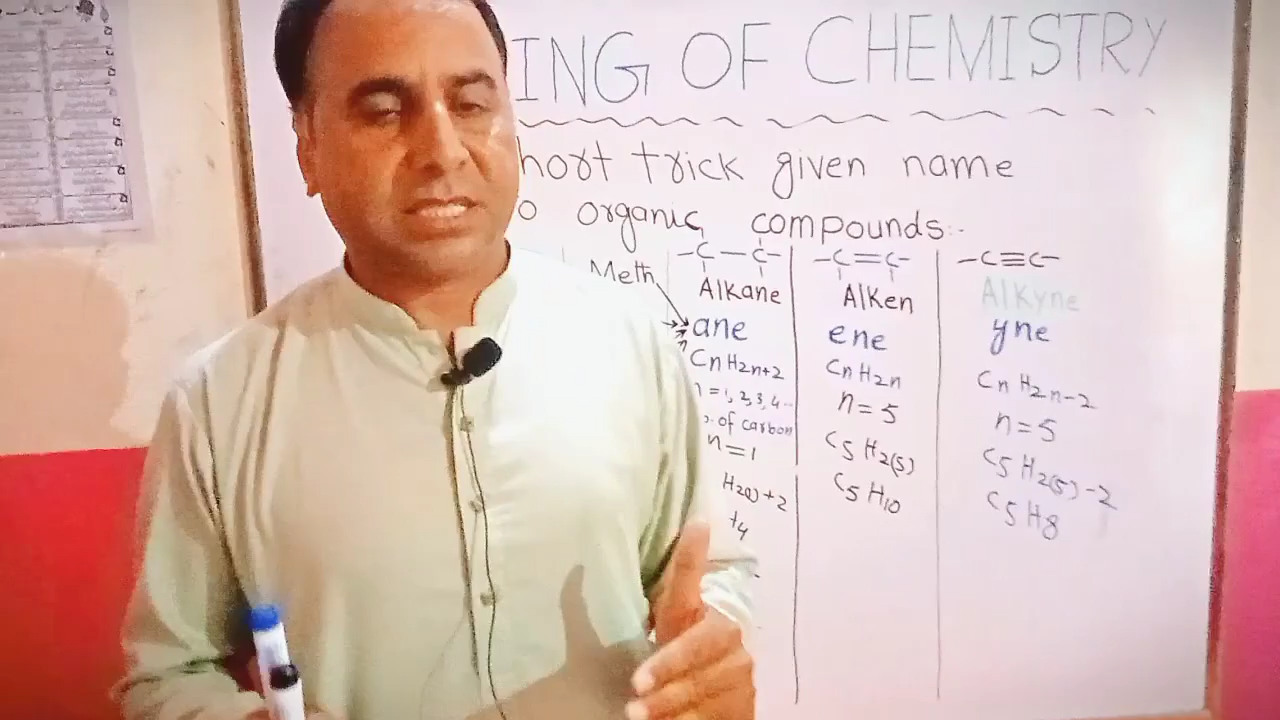 ING OF CHEMISTRY
hort trick given name
o organic compounds:-
Meth
-C-C- -C=C- -C≡C-
Alkane Alken Alkyne
ane ene yne
CnH2n+2 CnH2n CnH2n-2
n=1,2,3,4-- n=5 n=5
of carbon C5H2(5) C5H2(5)-2
n=1 C5H10 C5H8
H2(1)+2
H4